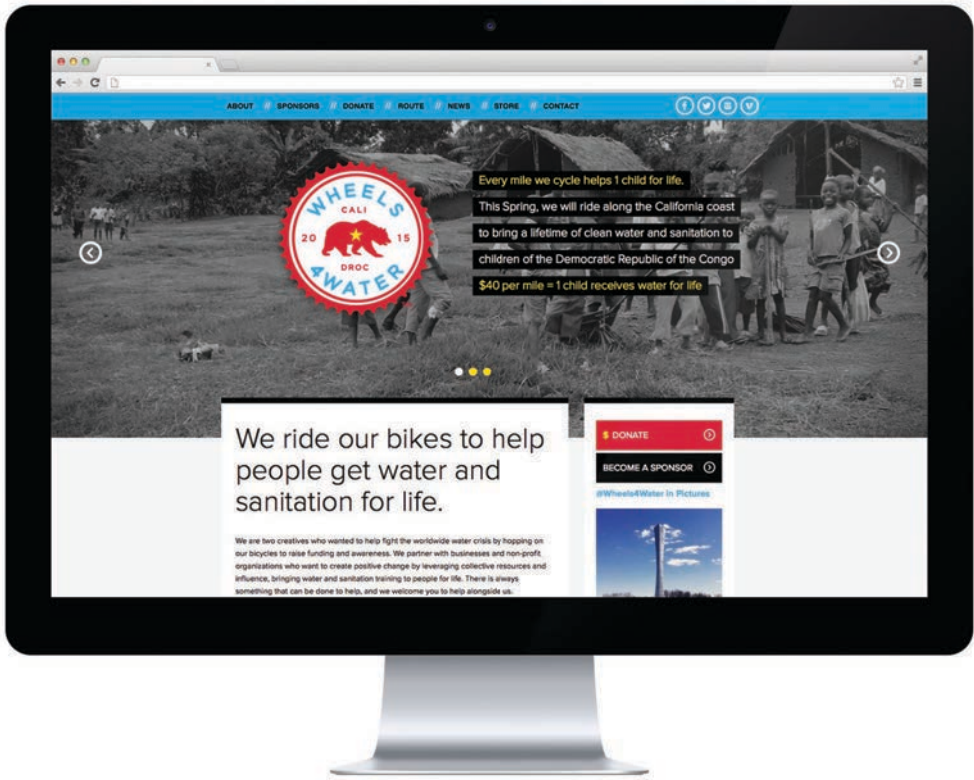 ABOUT // SPONSORS // DONATE // ROUTE // NEWS // STORE // CONTACT
WHEELS
CALI
20 15
DROC
4WATER
Every mile we cycle helps 1 child for life.
This Spring, we will ride along the California coast
to bring a lifetime of clean water and sanitation to
children of the Democratic Republic of the Congo
$40 per mile = 1 child receives water for life
We ride our bikes to help
people get water and
sanitation for life.
We are two creatives who wanted to help fight the worldwide water crisis by hopping on
our bicycles to raise funding and awareness. We partner with businesses and non-profit
organizations who want to create positive change by leveraging collective resources and
influence, bringing water and sanitation training to people for life. There is always
something that can be done to help, and we welcome you to help alongside us.
$ DONATE
BECOME A SPONSOR
#Wheels4Water in Pictures